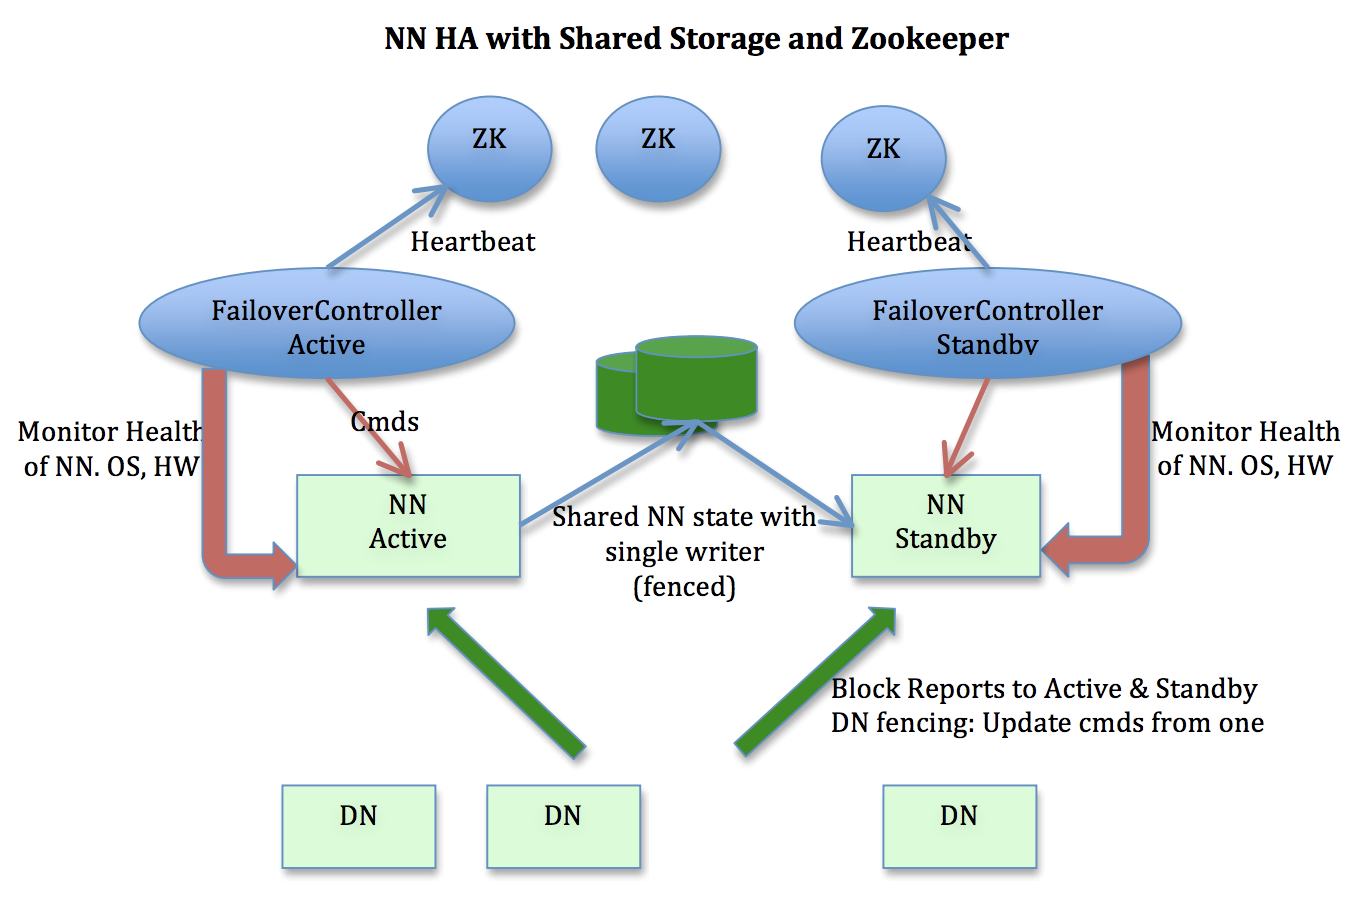 NN HA with Shared Storage and Zookeeper
ZK
ZK
ZK
Heartbeat
Heartbeat
FailoverController
Active
FailoverController
Standby
Cmds
Monitor Health
of NN. OS, HW
Monitor Health
of NN. OS, HW
NN
Active
Shared NN state with
single writer
(fenced)
NN
Standby
Block Reports to Active & Standby
DN fencing: Update cmds from one
DN
DN
DN